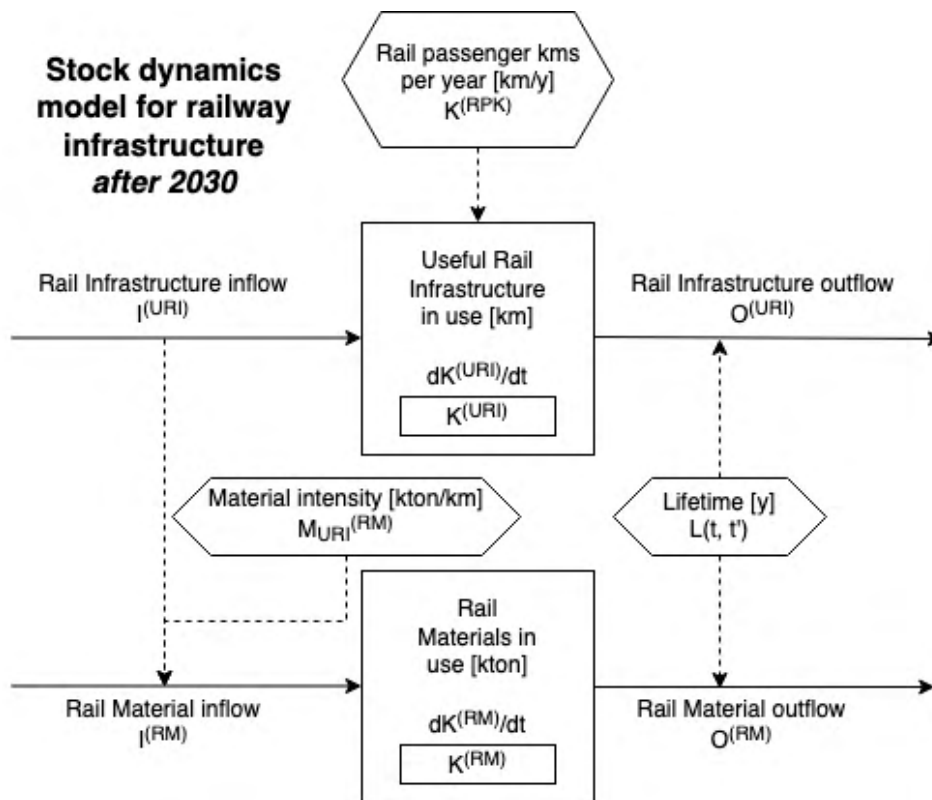 Stock dynamics
model for railway
infrastructure
after 2030
Rail passenger kms
per year [km/y]
K(RPK)
Rail Infrastructure inflow
I(URI)
Useful Rail
Infrastructure
in use [km]
dK(URI)/dt
K(URI)
Rail Infrastructure outflow
O(URI)
Material intensity [kton/km]
MURI(RM)
Lifetime [y]
L(t, t')
Rail Material inflow
I(RM)
Rail
Materials in
use [kton]
dK(RM)/dt
K(RM)
Rail Material outflow
O(RM)